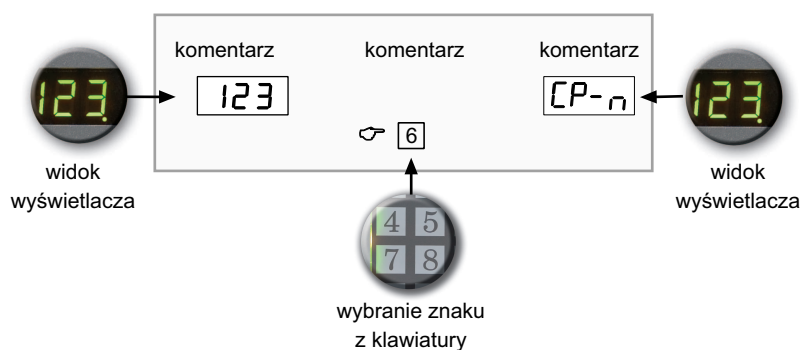 komentarz komentarz komentarz
123. 123 CP-n 123.
6
widok
wyświetlacza
widok
wyświetlacza
4 5
7 8
wybranie znaku
z klawiatury